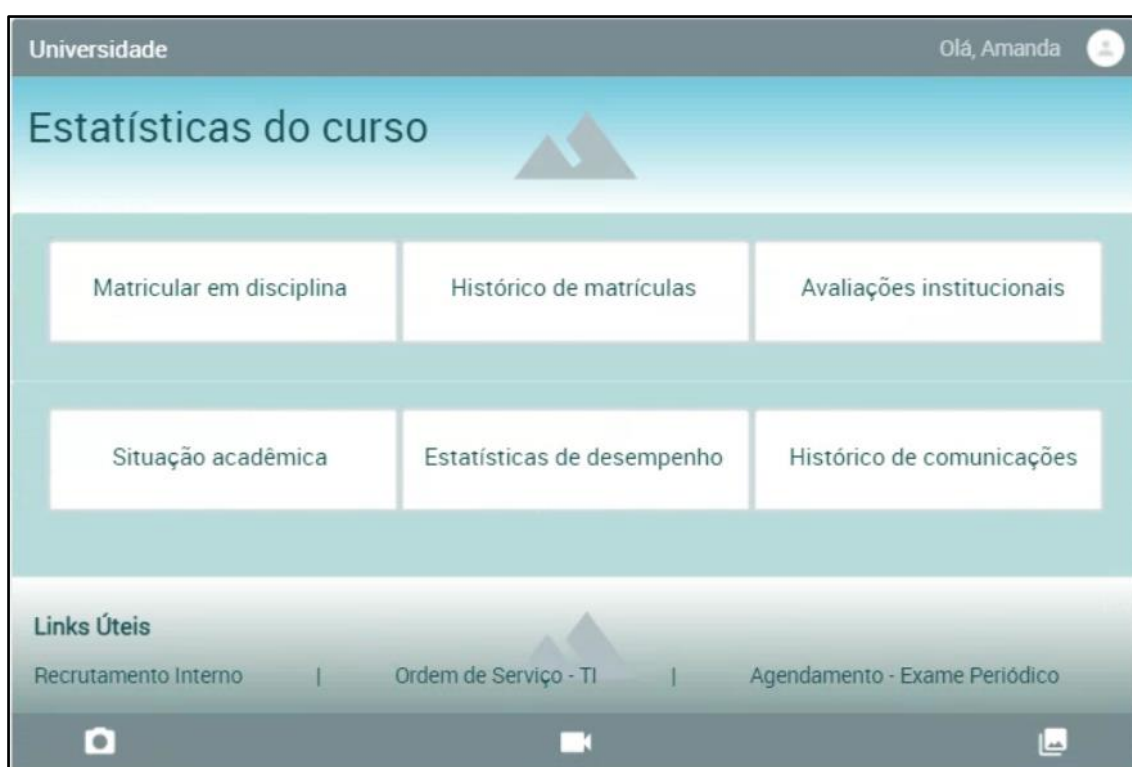 Universidade Olá, Amanda
Estatísticas do curso
Matricular em disciplina Histórico de matrículas Avaliações institucionais
Situação acadêmica Estatísticas de desempenho Histórico de comunicações
Links Úteis
Recrutamento Interno | Ordem de Serviço - TI | Agendamento - Exame Periódico